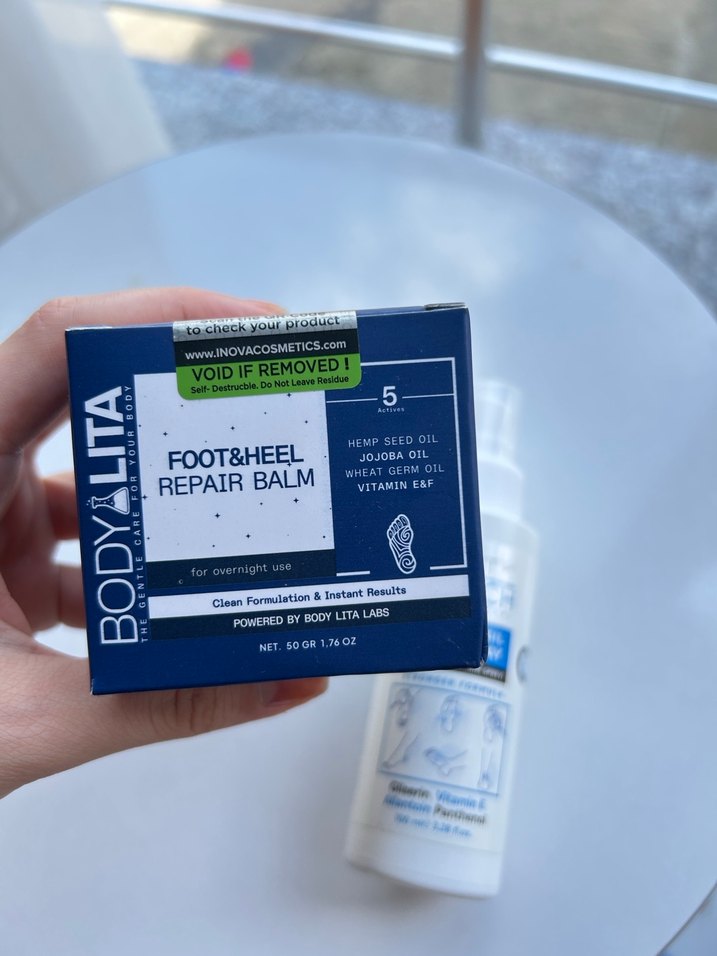 to check your product
www.INOVACOSMETICS.com
VOID IF REMOVED !
Self- Destrucble. Do Not Leave Residue
BODY LITA
THE GENTLE CARE FOR YOUR BODY
FOOT&HEEL
REPAIR BALM
for overnight use
5
Actives
HEMP SEED OIL
JOJOBA OIL
WHEAT GERM OIL
VITAMIN E&F
Clean Formulation & Instant Results
POWERED BY BODY LITA LABS
NET. 50 GR 1,76 OZ
Gliserin Vitamin E
Allantoin Panthenol